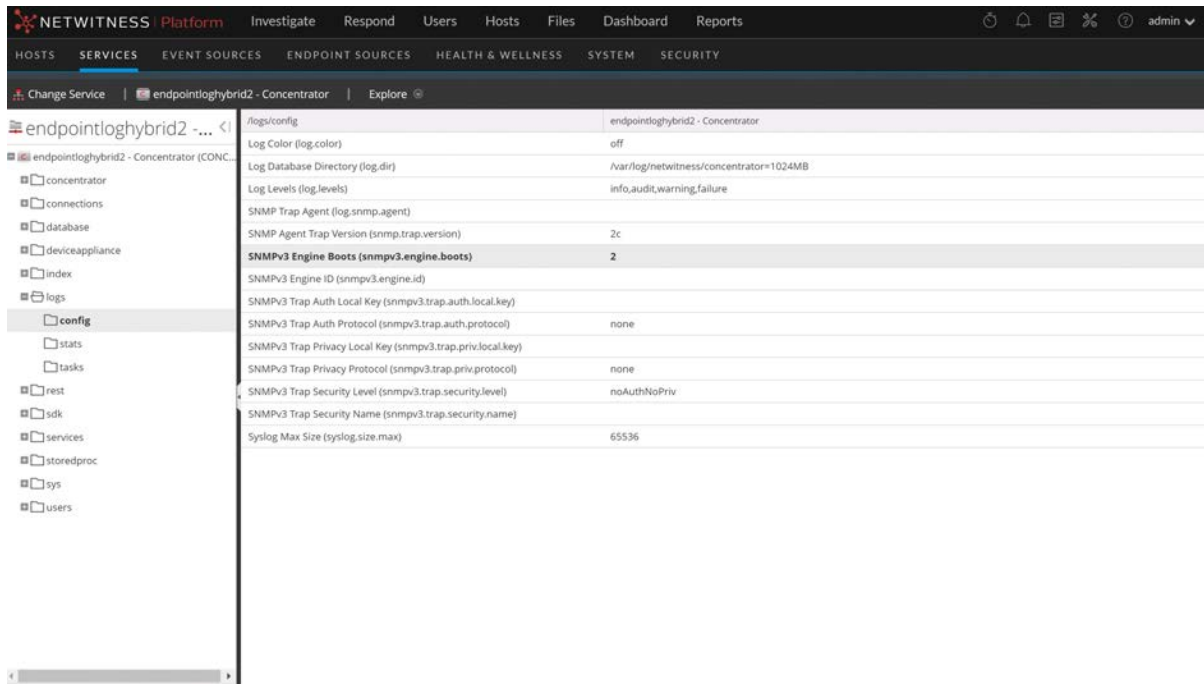 NETWITNESS Platform Investigate Respond Users Hosts Files Dashboard Reports admin
HOSTS SERVICES EVENT SOURCES ENDPOINT SOURCES HEALTH & WELLNESS SYSTEM SECURITY
Change Service | endpointloghybrid2 - Concentrator | Explore
endpointloghybrid2 -...
endpointloghybrid2 - Concentrator (CONC...
concentrator
connections
database
deviceappliance
index
logs
config
stats
tasks
rest
sdk
services
storedproc
sys
users
/logs/config endpointloghybrid2 - Concentrator
Log Color (log.color) off
Log Database Directory (log.dir) /var/log/netwitness/concentrator=1024MB
Log Levels (log.levels) info,audit,warning,failure
SNMP Trap Agent (log.snmp.agent)
SNMP Agent Trap Version (snmp.trap.version) 2c
SNMPv3 Engine Boots (snmpv3.engine.boots) 2
SNMPv3 Engine ID (snmpv3.engine.id)
SNMPv3 Trap Auth Local Key (snmpv3.trap.auth.local.key)
SNMPv3 Trap Auth Protocol (snmpv3.trap.auth.protocol) none
SNMPv3 Trap Privacy Local Key (snmpv3.trap.priv.local.key)
SNMPv3 Trap Privacy Protocol (snmpv3.trap.priv.protocol) none
SNMPv3 Trap Security Level (snmpv3.trap.security.level) noAuthNoPriv
SNMPv3 Trap Security Name (snmpv3.trap.security.name)
Syslog Max Size (syslog.size.max) 65536